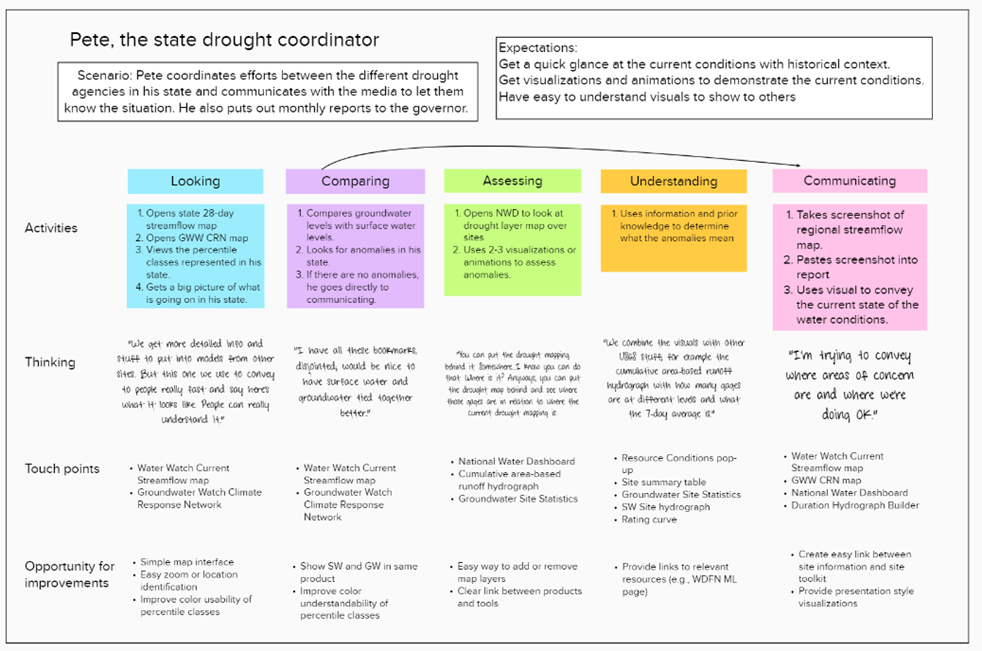 Pete, the state drought coordinator
Scenario: Pete coordinates efforts between the different drought
agencies in his state and communicates with the media to let them
know the situation. He also puts out monthly reports to the governor.
Expectations:
Get a quick glance at the current conditions with historical context.
Get visualizations and animations to demonstrate the current conditions.
Have easy to understand visuals to show to others
Looking
Comparing
Assessing
Understanding
Communicating
Activities
1. Opens state 28-day
streamflow map
2. Opens GWW CRN map
3. Views the percentile
classes represented in his
state.
4. Gets a big picture of what
is going on in his state.
1. Compares groundwater
levels with surface water
levels.
2. Looks for anomalies in his
state.
3. If there are no anomalies,
he goes directly to
communicating.
1. Opens NWD to look at
drought layer map over
sites
2. Uses 2-3 visualizations or
animations to assess
anomalies.
1. Uses information and prior
knowledge to determine
what the anomalies mean
1. Takes screenshot of
regional streamflow
map.
2. Pastes screenshot into
report
3. Uses visual to convey
the current state of the
water conditions.
Thinking
"We get more detailed info and
stuff to put into models from other
sites. But this one we use to convey
to people really fast and say here's
what it looks like. People can really
understand it."
"I have all these bookmarks,
disjointed, would be nice to
have surface water and
groundwater tied together
better."
"You can put the drought mapping
behind it. Somewhere...I know you can do
that. Where is it? Anyways, you can put
the drought map behind and see where
those gages are in relation to where the
current drought mapping is.
"We combine the visuals with other
USGS stuff, for example the
cumulative area-based runoff
hydrograph with how many gages
are at different levels and what
the 7-day average is."
"I'm trying to convey
where areas of concern
are and where we're
doing OK."
Touch points
• Water Watch Current
Streamflow map
• Groundwater Watch Climate
Response Network
• Water Watch Current
Streamflow map
• Groundwater Watch
Climate Response
Network
• National Water Dashboard
• Cumulative area-based
runoff hydrograph
• Groundwater Site Statistics
• Resource Conditions pop-
up
• Site summary table
• Groundwater Site Statistics
• SW Site hydrograph
• Rating curve
• Water Watch Current
Streamflow map
• GWW CRN map
• National Water Dashboard
• Duration Hydrograph Builder
Opportunity for
improvements
• Simple map interface
• Easy zoom or location
identification
• Improve color usability of
percentile classes
• Show SW and GW in same
product
• Improve color
understandability of
percentile classes
• Easy way to add or remove
map layers
• Clear link between products
and tools
• Provide links to relevant
resources (e.g., WDFN ML
page)
• Create easy link between
site information and site
toolkit
• Provide presentation style
visualizations